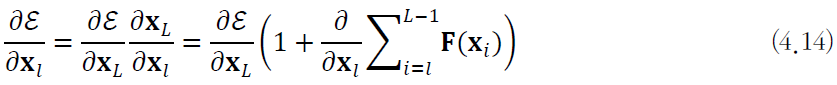 ∂ℰ/∂𝐱_l = ∂ℰ/∂𝐱_L ∂𝐱_L/∂𝐱_l = ∂ℰ/∂𝐱_L (1 + ∂/∂𝐱_l ∑_{i=l}^{L−1} 𝐅(𝐱_i)) (4.14)